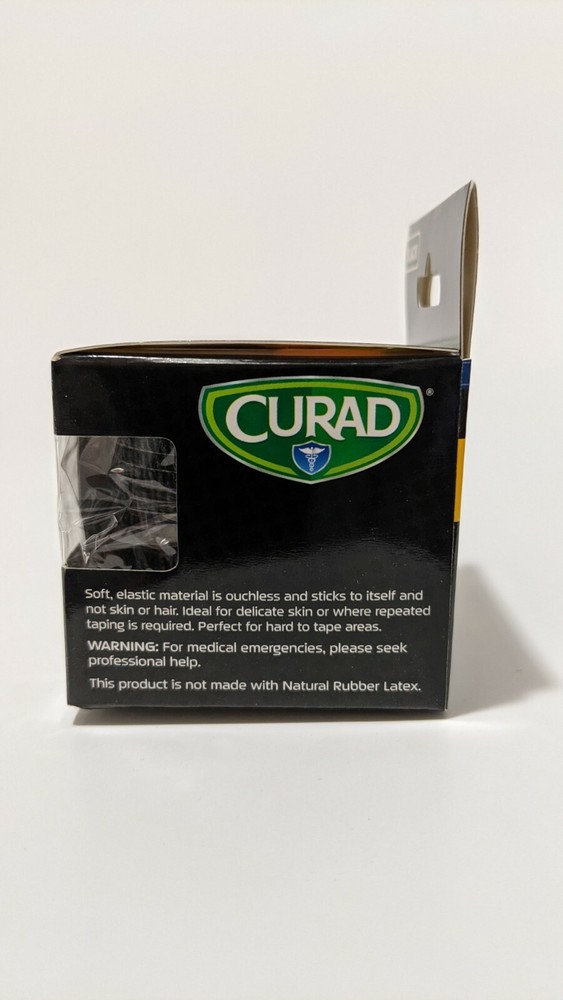 CURAD®
Soft, elastic material is ouchless and sticks to itself and
not skin or hair. Ideal for delicate skin or where repeated
taping is required. Perfect for hard to tape areas.
WARNING: For medical emergencies, please seek
professional help.
This product is not made with Natural Rubber Latex.